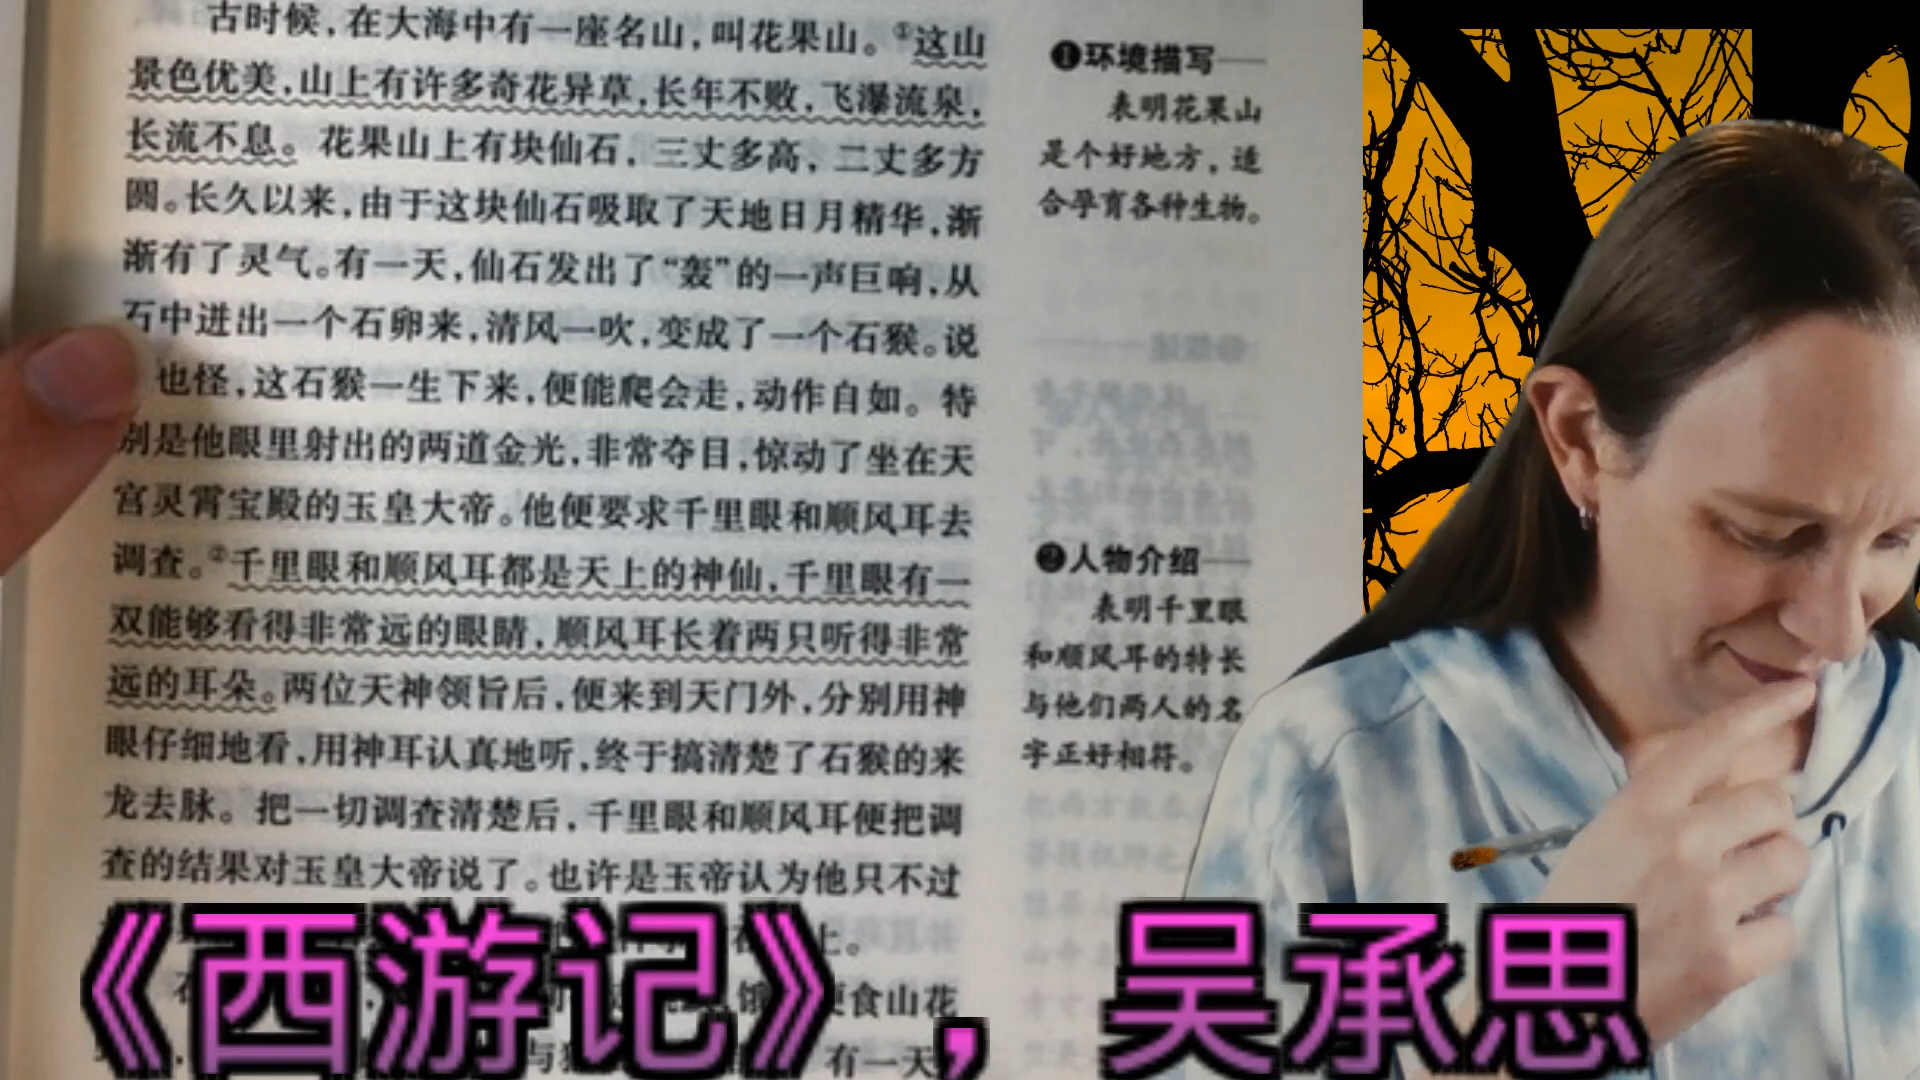 古时候,在大海中有一座名山,叫花果山。①这山
景色优美,山上有许多奇花异草,长年不败,飞瀑流泉,
长流不息。花果山上有块仙石,三丈多高,二丈多方
圆。长久以来,由于这块仙石吸取了天地日月精华,渐
渐有了灵气。有一天,仙石发出了“轰”的一声巨响,从
石中迸出一个石卵来,清风一吹,变成了一个石猴。说
也怪,这石猴一生下来,便能爬会走,动作自如。特
别是他眼里射出的两道金光,非常夺目,惊动了坐在天
宫灵霄宝殿的玉皇大帝。他便要求千里眼和顺风耳去
调查。②千里眼和顺风耳都是天上的神仙,千里眼有一
双能够看得非常远的眼睛,顺风耳长着两只听得非常
远的耳朵。两位天神领旨后,便来到天门外,分别用神
眼仔细地看,用神耳认真地听,终于搞清楚了石猴的来
龙去脉。把一切调查清楚后,千里眼和顺风耳便把调
查的结果对玉皇大帝说了。也许是玉帝认为他只不过
上。
食山花
有一天
❶环境描写
表明花果山
是个好地方,适
合孕育各种生物。
❷人物介绍
表明千里眼
和顺风耳的特长
与他们两人的名
字正好相符。
《西游记》,吴承思